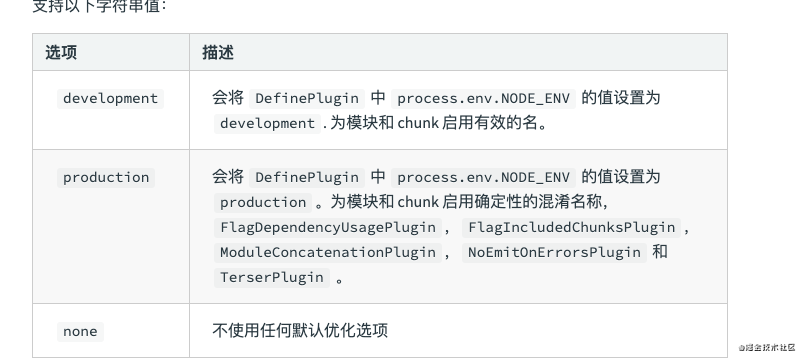 支持以下字符串值：
选项 描述
development 会将 DefinePlugin 中 process.env.NODE_ENV 的值设置为
development . 为模块和 chunk 启用有效的名。
production 会将 DefinePlugin 中 process.env.NODE_ENV 的值设置为
production 。为模块和 chunk 启用确定性的混淆名称，
FlagDependencyUsagePlugin ， FlagIncludedChunksPlugin ，
ModuleConcatenationPlugin ， NoEmitOnErrorsPlugin 和
TerserPlugin 。
none 不使用任何默认优化选项
@掘金技术社区